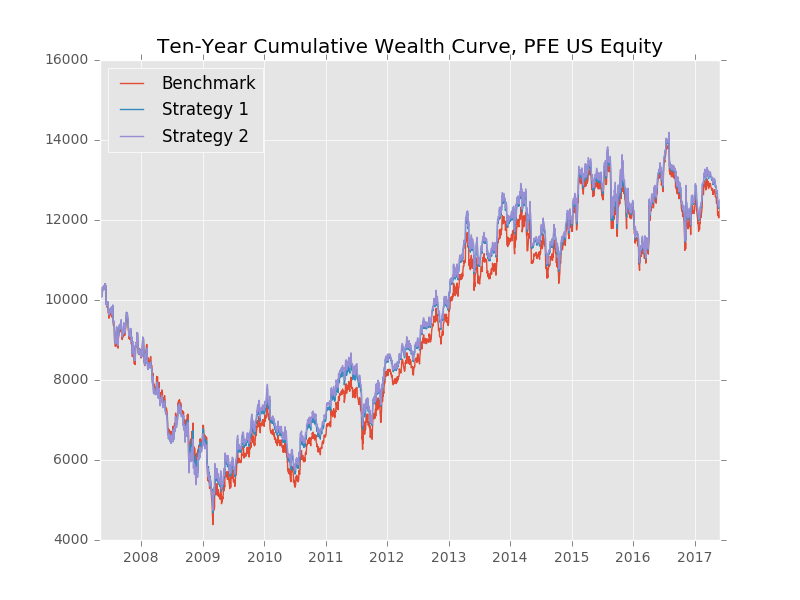 Ten-Year Cumulative Wealth Curve, PFE US Equity
16000
14000
12000
10000
8000
6000
4000
Benchmark
Strategy 1
Strategy 2
2008 2009 2010 2011 2012 2013 2014 2015 2016 2017